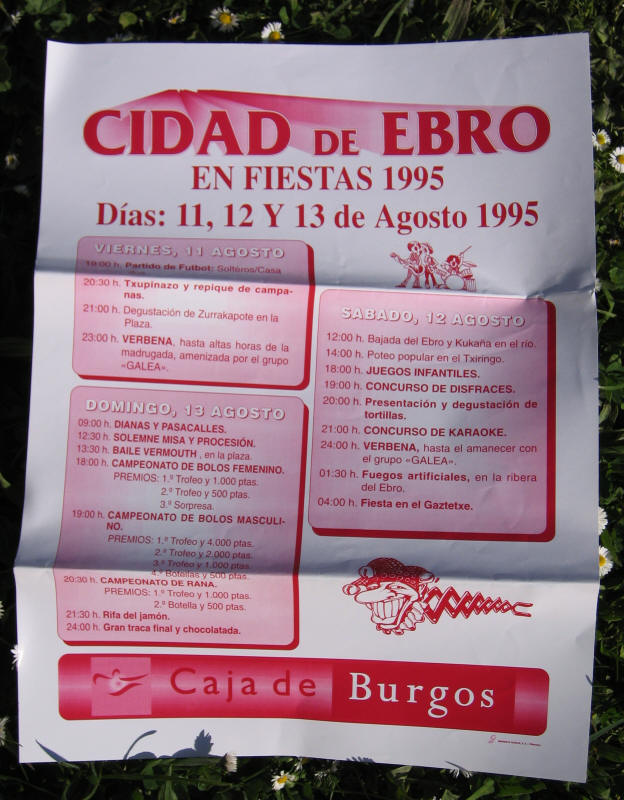 CIDAD DE EBRO
EN FIESTAS 1995
Días: 11, 12 Y 13 de Agosto 1995
VIERNES, 11 AGOSTO
19:00 h. Partido de Futbol: Solteros/Casa
20:30 h. Txupinazo y repique de campa-
nas.
21:00 h. Degustación de Zurrakapote en la
Plaza.
23:00 h. VERBENA, hasta altas horas de la
madrugada, amenizada por el grupo
«GALEA».
SABADO, 12 AGOSTO
12:00 h. Bajada del Ebro y Kukaña en el río.
14:00 h. Poteo popular en el Txiringo.
18:00 h. JUEGOS INFANTILES.
19:00 h. CONCURSO DE DISFRACES.
20:00 h. Presentación y degustación de
tortillas.
21:00 h. CONCURSO DE KARAOKE.
24:00 h. VERBENA, hasta el amanecer con
el grupo «GALEA».
01:30 h. Fuegos artificiales, en la ribera
del Ebro.
04:00 h. Fiesta en el Gaztetxe.
DOMINGO, 13 AGOSTO
09:00 h. DIANAS Y PASACALLES.
12:30 h. SOLEMNE MISA Y PROCESIÓN.
13:30 h. BAILE VERMOUTH , en la plaza.
18:00 h. CAMPEONATO DE BOLOS FEMENINO.
PREMIOS: 1.º Trofeo y 1.000 ptas.
2.º Trofeo y 500 ptas.
3.º Sorpresa.
19:00 h. CAMPEONATO DE BOLOS MASCULI-
NO.
PREMIOS: 1.º Trofeo y 4.000 ptas.
2.º Trofeo y 2.000 ptas.
3.º Trofeo y 1.000 ptas.
4.º Botellas y 500 ptas.
20:30 h. CAMPEONATO DE RANA.
PREMIOS: 1.º Trofeo y 1.000 ptas.
2.º Botella y 500 ptas.
21:30 h. Rifa del jamón.
24:00 h. Gran traca final y chocolatada.
Caja de Burgos